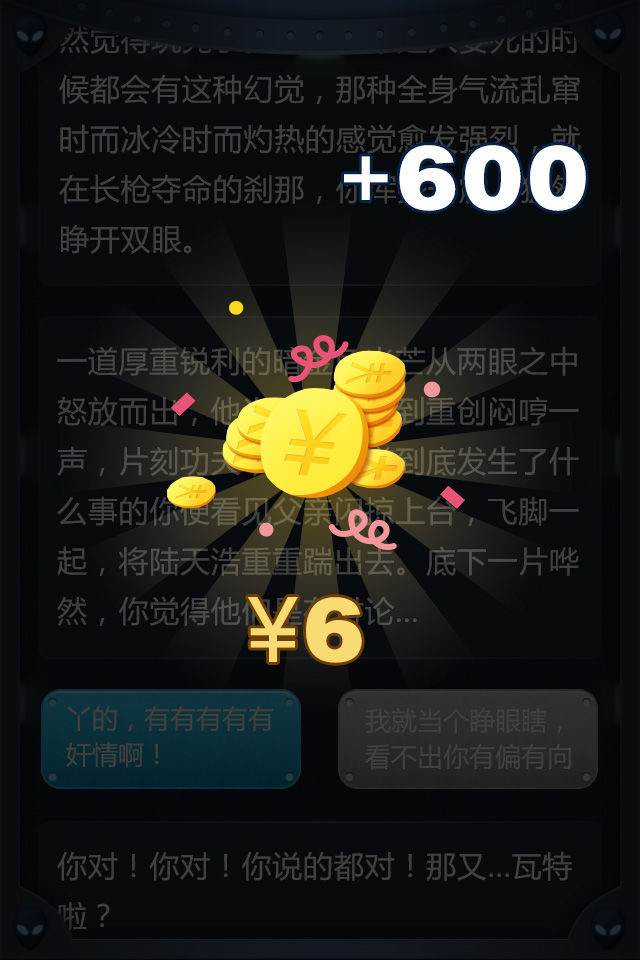 然觉得 人要死的时
候都会有这种幻觉，那种全身气流乱窜
时而冰冷时而灼热的感觉愈发强烈，就
+600
在长枪夺命的刹那，你
睁开双眼。
一道厚重锐利的暗 芒从两眼之中
怒放而出，他 到重创闷哼一
声，片刻功夫 到底发生了什
么事的你便看见父亲闪 上台，飞脚一
起，将陆天浩重重踹出去。底下一片哗
然，你觉得他们 讨论...
¥6
丫的，有有有有有
奸情啊！
我就当个睁眼瞎，
看不出你有偏有向
你对！你对！你说的都对！那又...瓦特
啦？